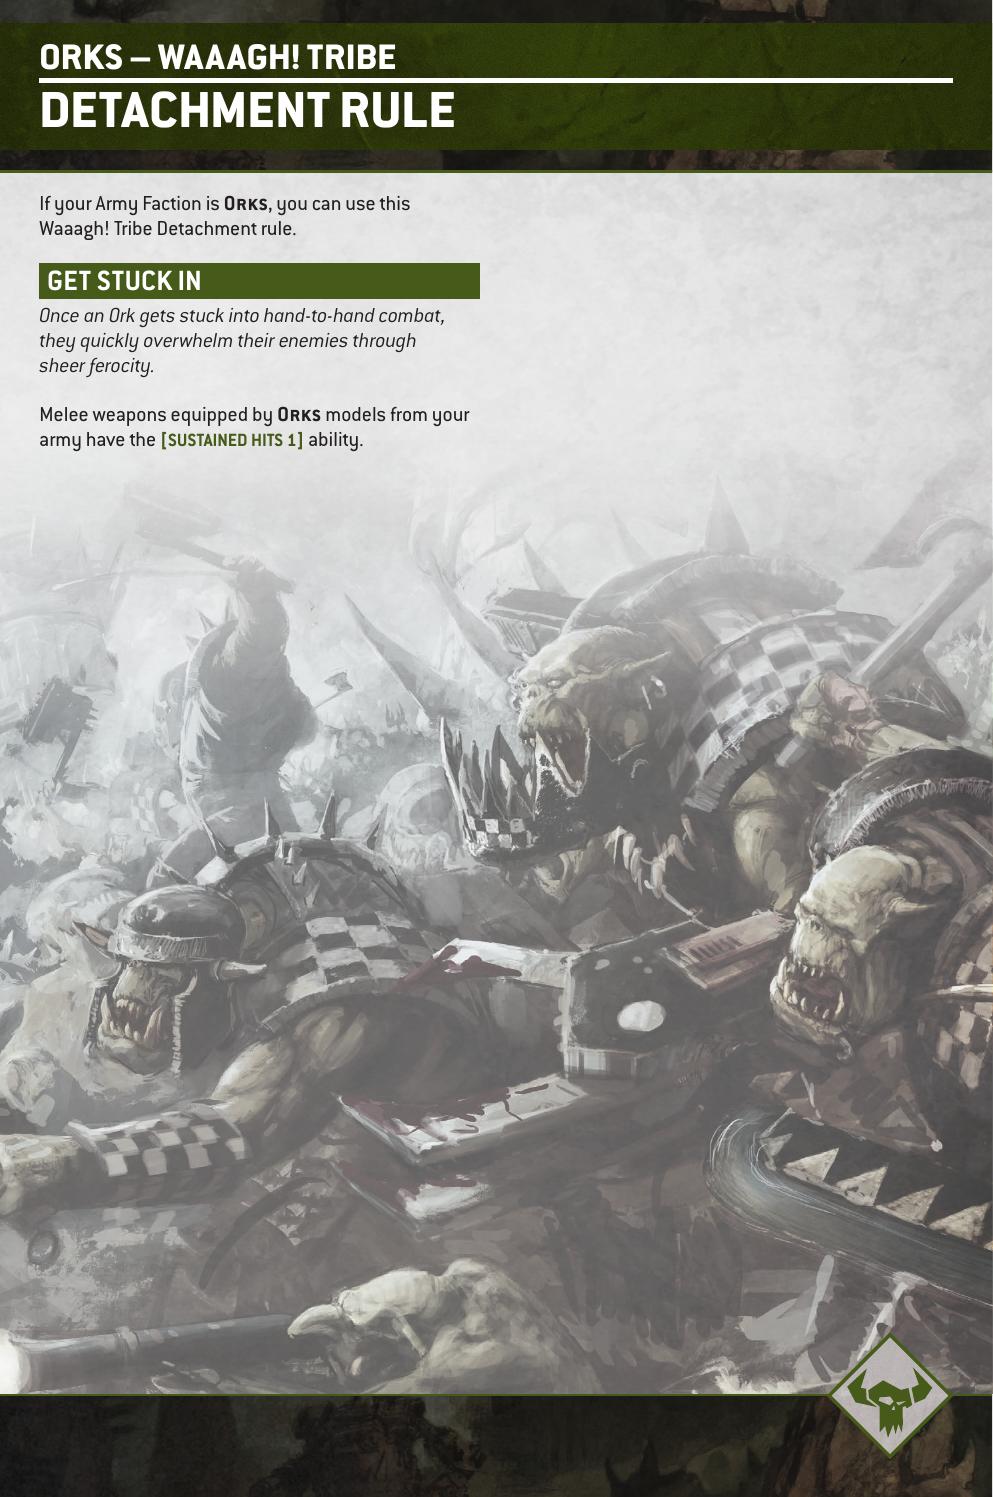 ORKS – WAAAGH! TRIBE
DETACHMENT RULE
If your Army Faction is ORKS, you can use this
Waaagh! Tribe Detachment rule.
GET STUCK IN
Once an Ork gets stuck into hand-to-hand combat,
they quickly overwhelm their enemies through
sheer ferocity.
Melee weapons equipped by ORKS models from your
army have the [SUSTAINED HITS 1] ability.